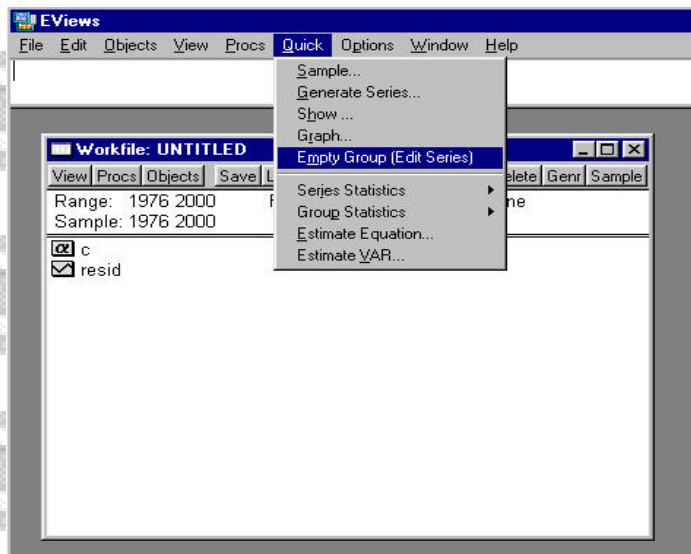 EViews
File Edit Objects View Procs Quick Options Window Help
Sample...
Generate Series...
Show ...
Graph...
Empty Group (Edit Series)
Series Statistics
Group Statistics
Estimate Equation...
Estimate VAR...
Workfile: UNTITLED
View Procs Objects Save L elete Genr Sample
Range: 1976 2000 F ne
Sample: 1976 2000
c
resid